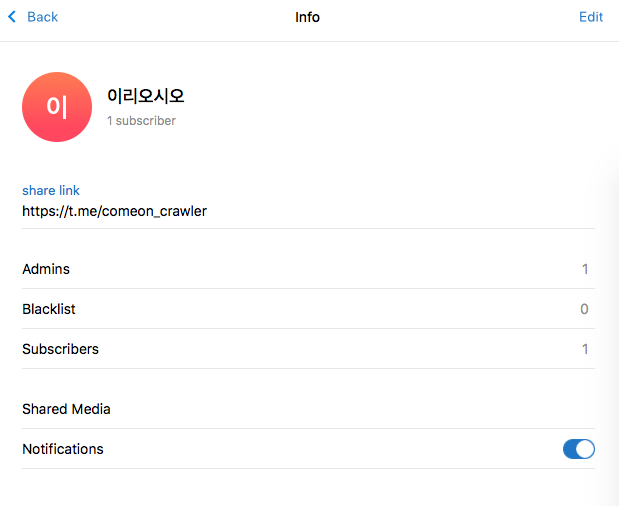 Back
Info
Edit
이
이리오시오
1 subscriber
share link
https://t.me/comeon_crawler
Admins 1
Blacklist 0
Subscribers 1
Shared Media
Notifications